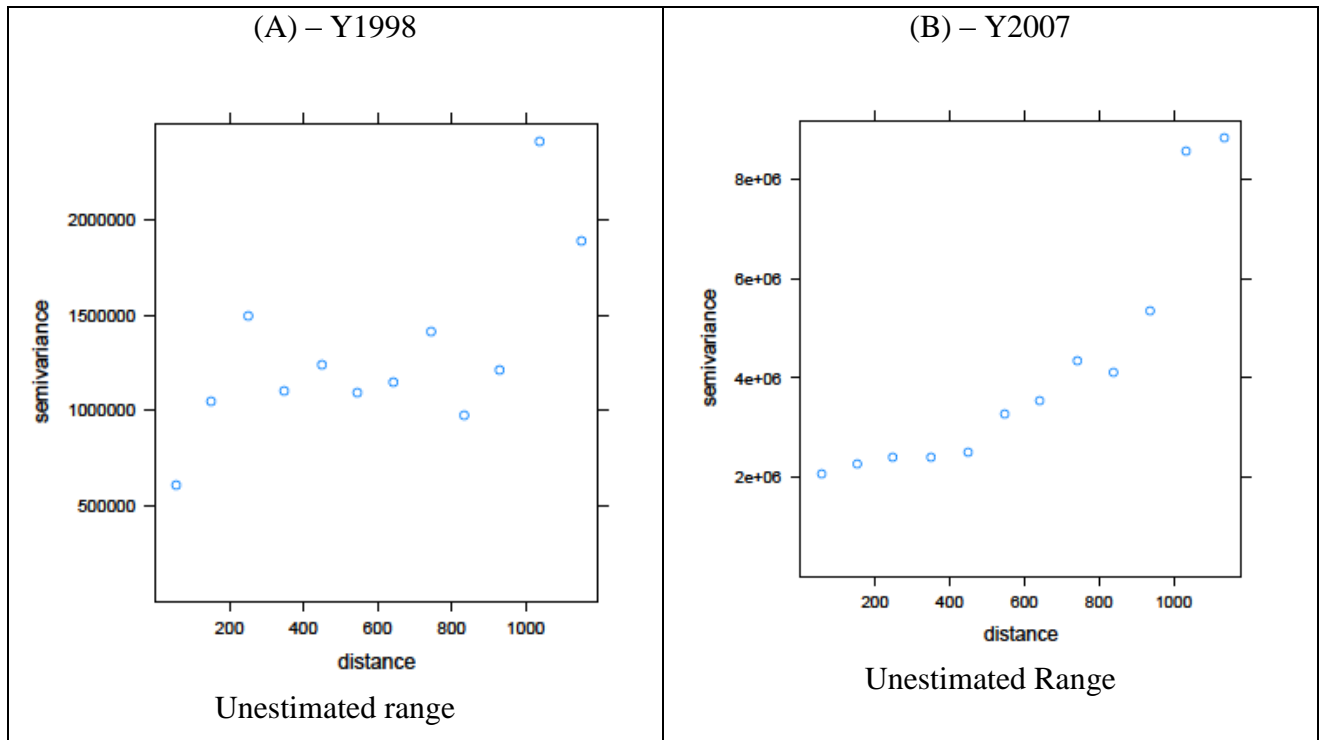 (A) – Y1998
2000000
1500000
1000000
500000
semivariance
200 400 600 800 1000
distance
Unestimated range
(B) – Y2007
8e+06
6e+06
4e+06
2e+06
semivariance
200 400 600 800 1000
distance
Unestimated Range